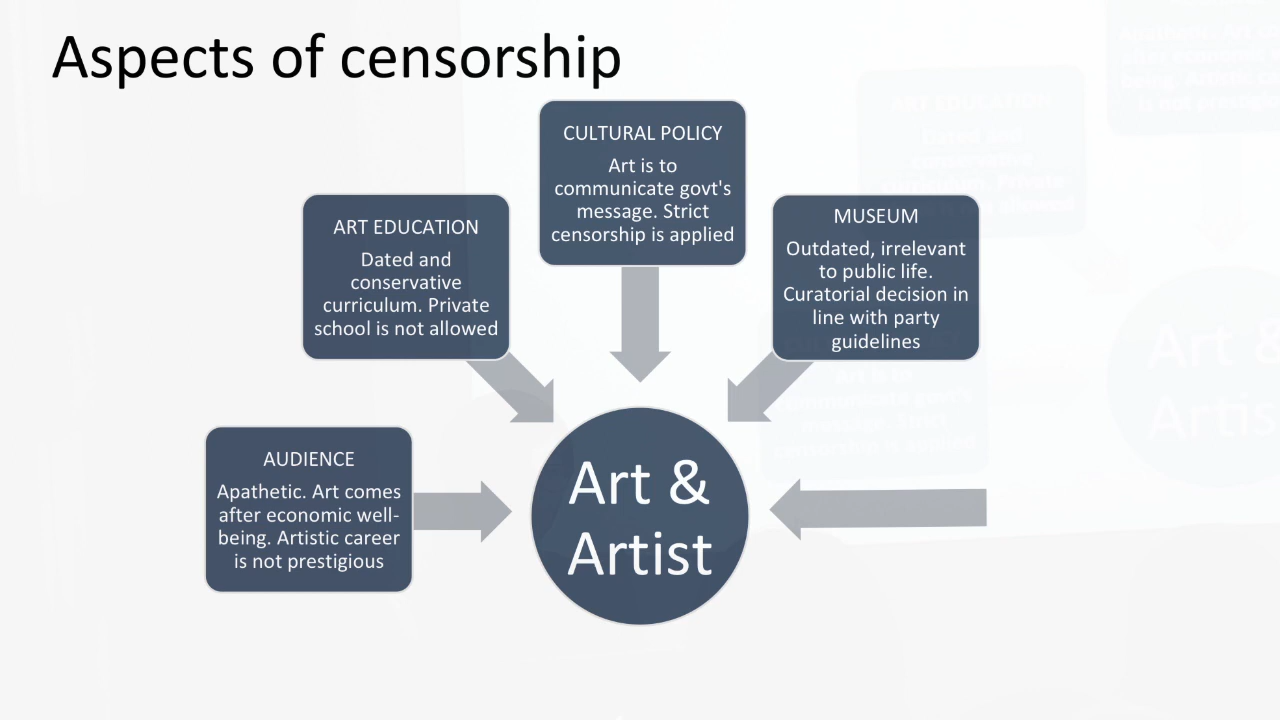 Aspects of censorship
CULTURAL POLICY
Art is to
communicate govt's
message. Strict
censorship is applied
ART EDUCATION
Dated and
conservative
curriculum. Private
school is not allowed
MUSEUM
Outdated, irrelevant
to public life.
Curatorial decision in
line with party
guidelines
AUDIENCE
Apathetic. Art comes
after economic well-
being. Artistic career
is not prestigious
Art &
Artist